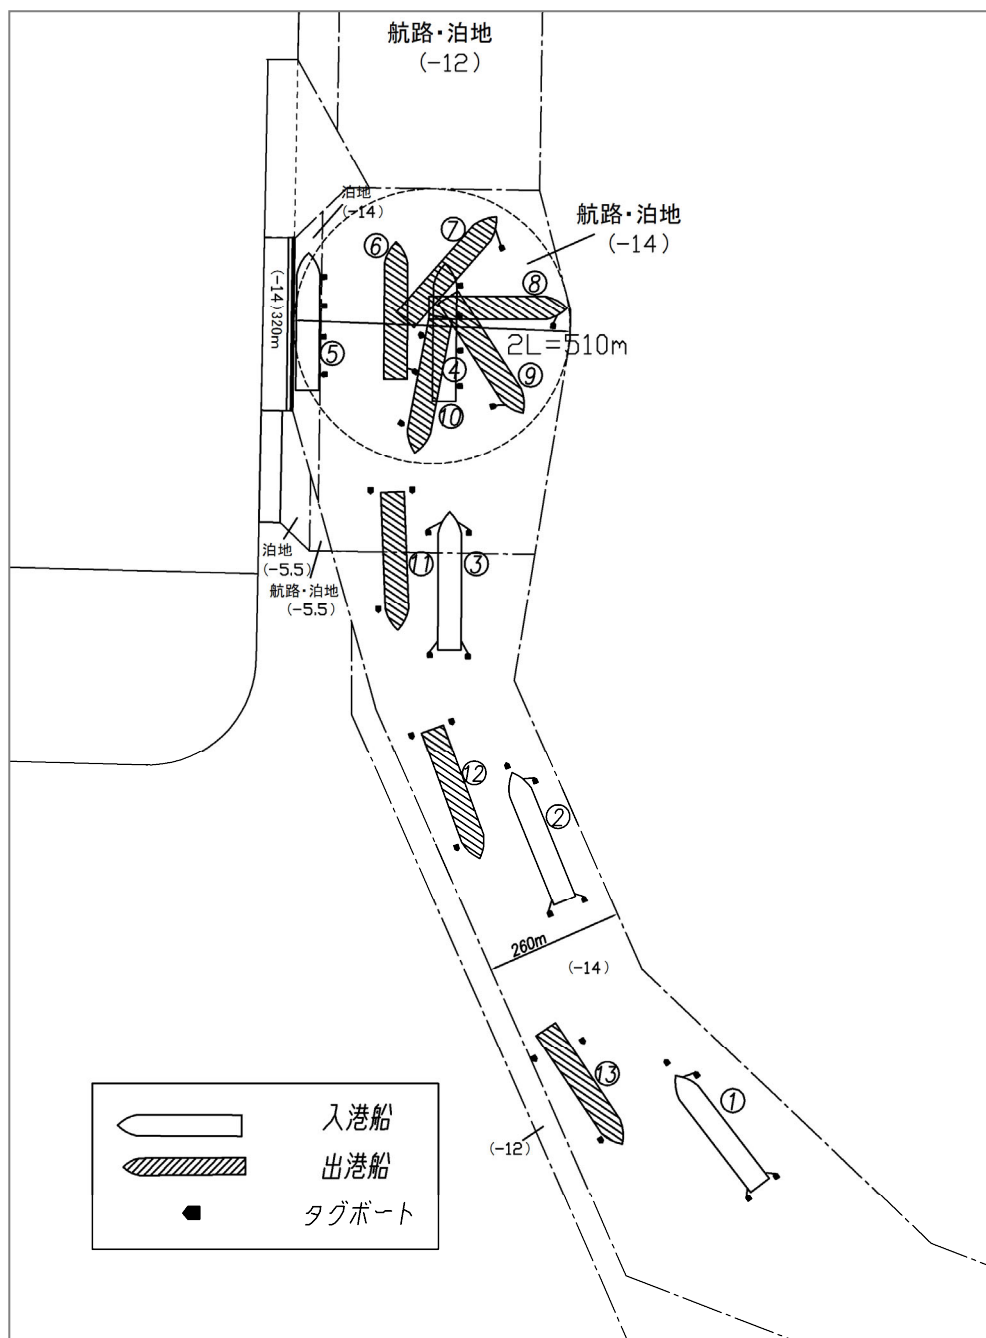 航路・泊地
(-12)
泊地
(-14)
航路・泊地
(-14)
⑦
⑥
⑧
(-14)320m
2L=510m
⑤
④
⑨
⑩
泊地
(-5.5)
航路・泊地
(-5.5)
⑪
③
⑫
②
260m
(-14)
⑬
①
(-12)
入港船
出港船
タグボート